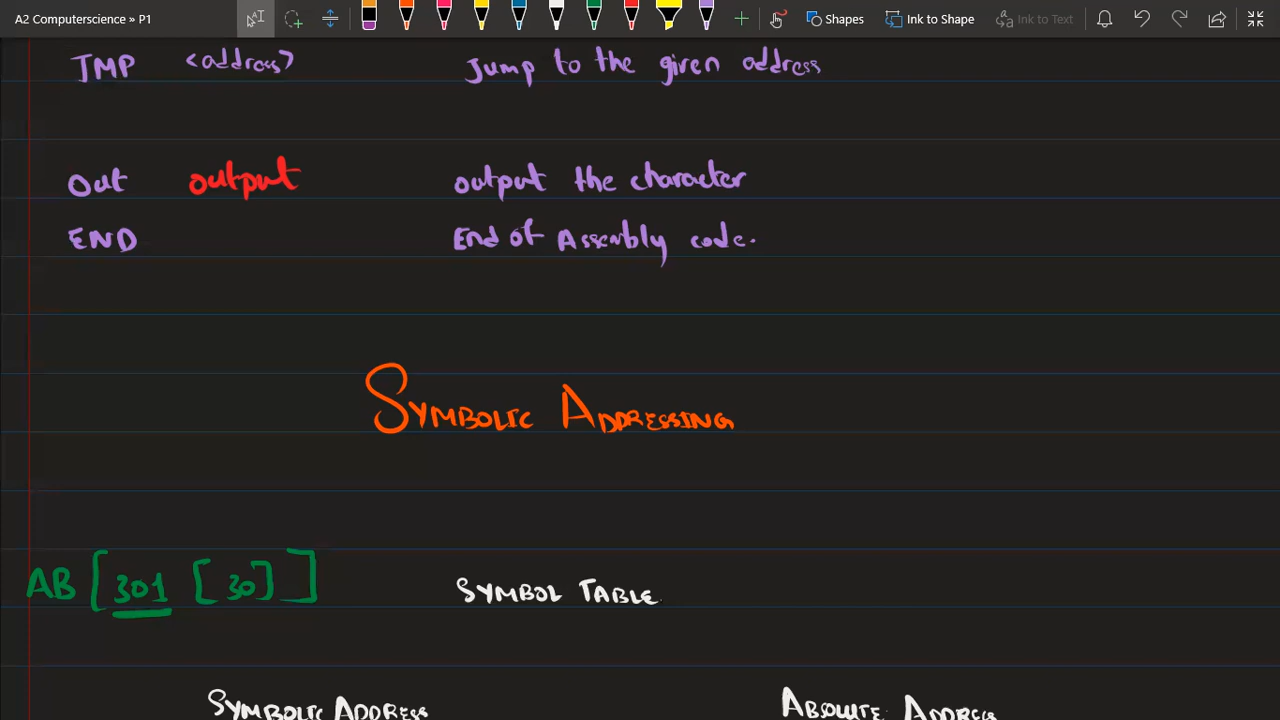 A2 Computerscience » P1 Shapes Ink to Shape Ink to Text
JMP <address> Jump to the given address
Out output output the character
END End of Assembly code.
SYMBOLIC ADDRESSING
AB [301 [30]] SYMBOL TABLE
SYMBOLIC ADDRESS ABSOLUTE ADDRESS